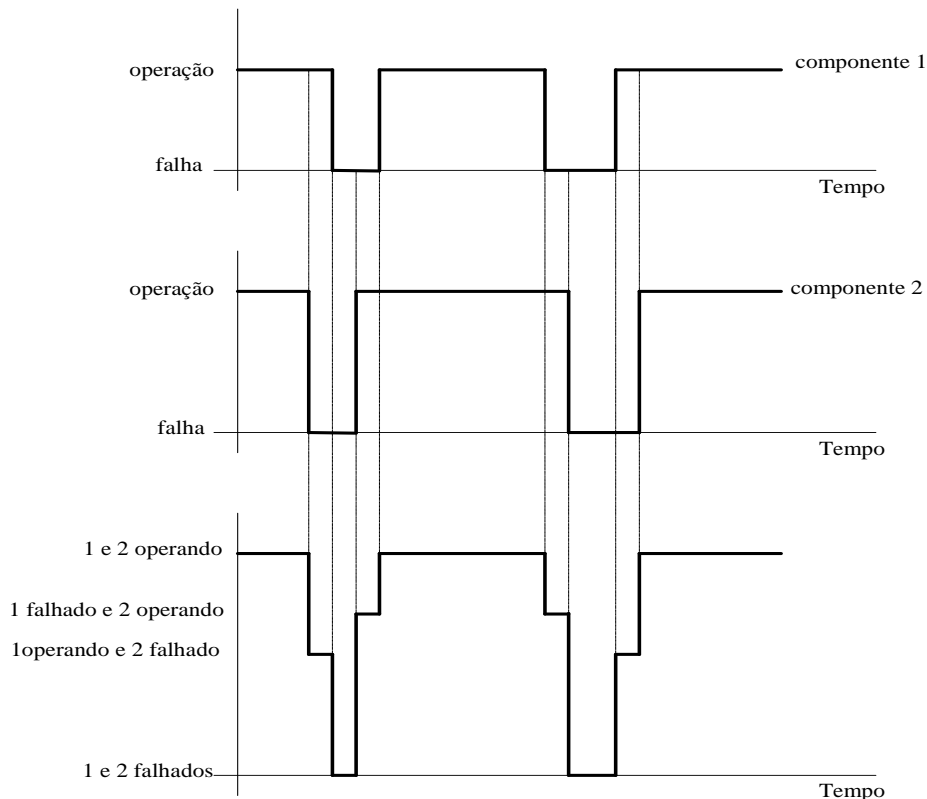 componente 1
operação
falha
Tempo
operação
componente 2
falha
Tempo
1 e 2 operando
1 falhado e 2 operando
1operando e 2 falhado
1 e 2 falhados
Tempo